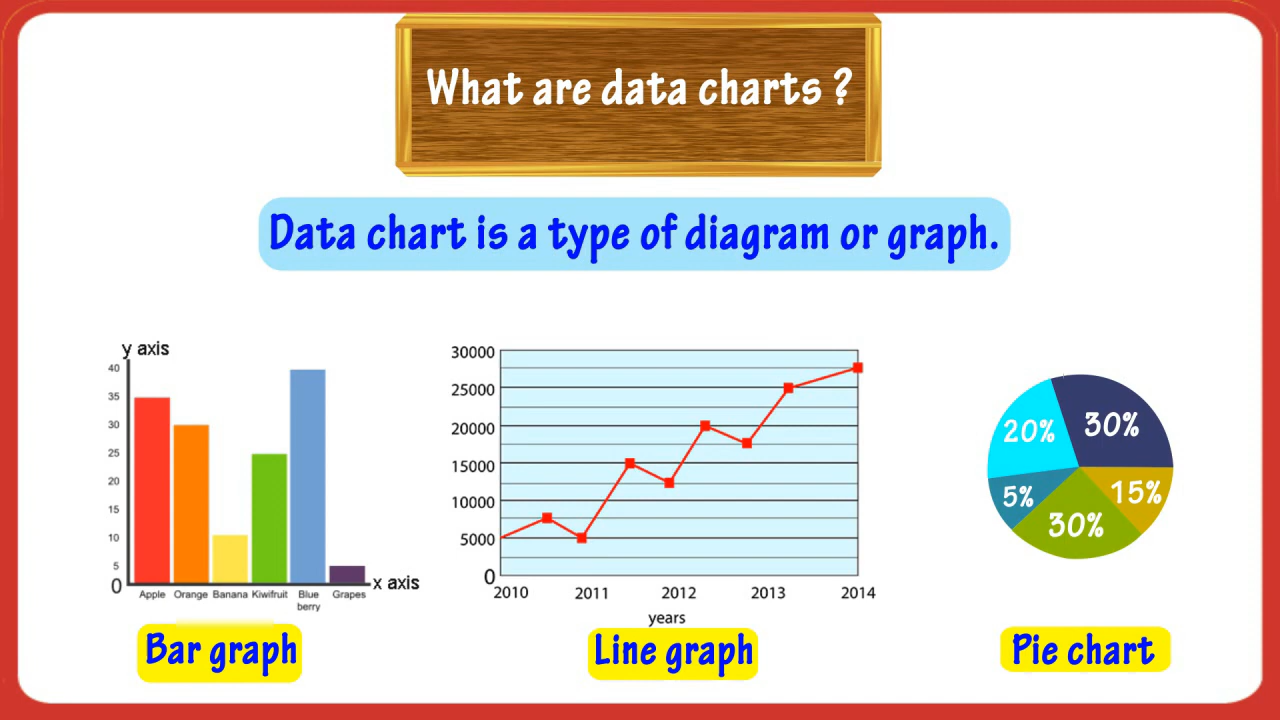 What are data charts ?
Data chart is a type of diagram or graph.
y axis
40
35
30
25
20
15
10
5
0
x axis
Apple Orange Banana Kiwifruit Blue berry Grapes
Bar graph
30000
25000
20000
15000
10000
5000
0
2010 2011 2012 2013 2014
years
Line graph
20% 30%
5% 15%
30%
Pie chart